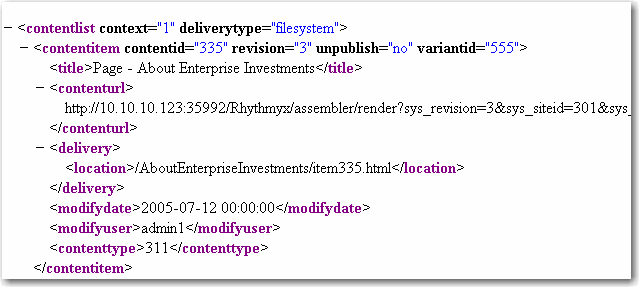 − <contentlist context="1" deliverytype="filesystem">
− <contentitem contentid="335" revision="3" unpublish="no" variantid="555">
<title>Page - About Enterprise Investments</title>
− <contenturl>
http://10.10.10.123:35992/Rhythmyx/assembler/render?sys_revision=3&sys_siteid=301&sys_
</contenturl>
− <delivery>
<location>/AboutEnterpriseInvestments/item335.html</location>
</delivery>
<modifydate>2005-07-12 00:00:00</modifydate>
<modifyuser>admin1</modifyuser>
<contenttype>311</contenttype>
</contentitem>